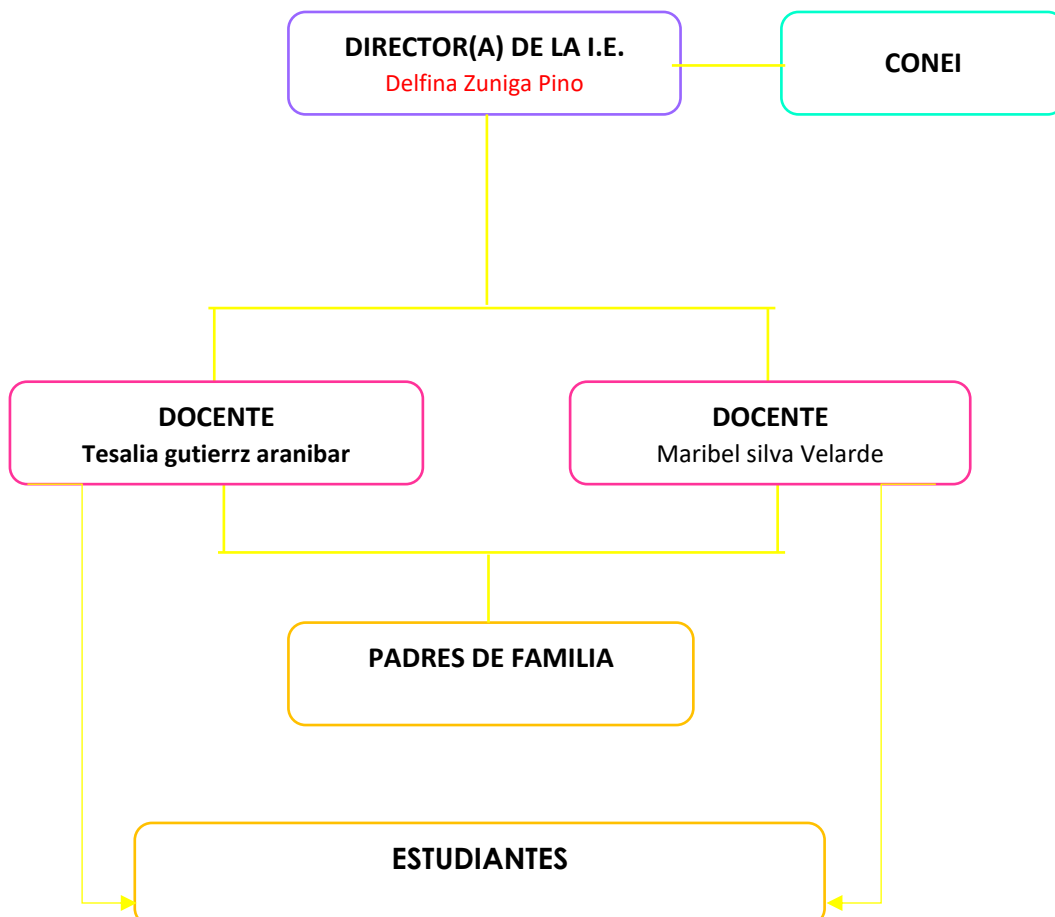 DIRECTOR(A) DE LA I.E.
Delfina Zuniga Pino
CONEI
DOCENTE
Tesalia gutierrz aranibar
DOCENTE
Maribel silva Velarde
PADRES DE FAMILIA
ESTUDIANTES